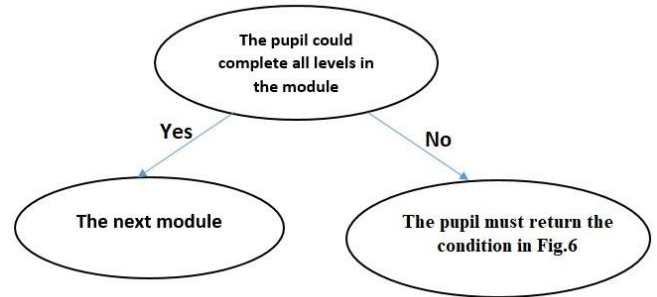 The pupil could
complete all levels in
the module
Yes
No
The next module
The pupil must return the
condition in Fig.6